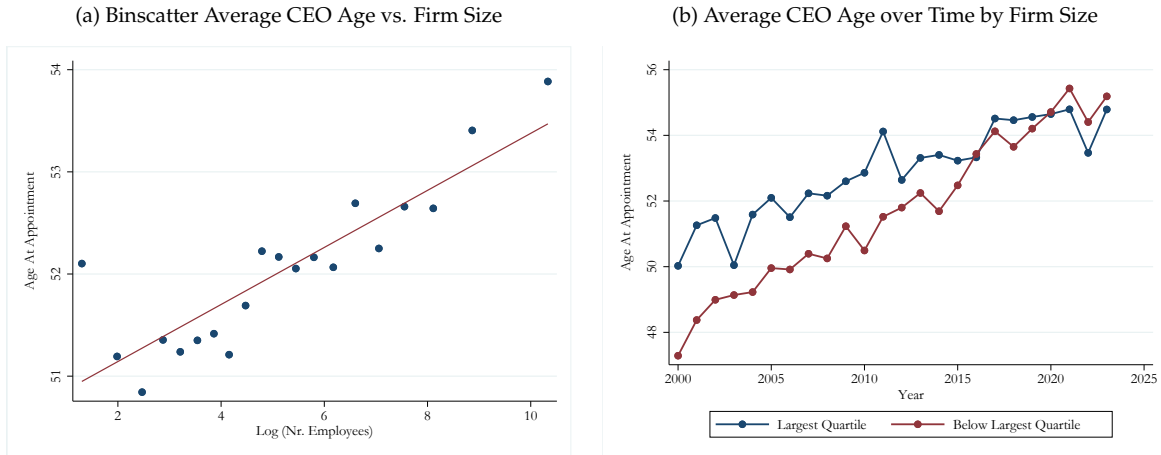 (a) Binscatter Average CEO Age vs. Firm Size
54
53
52
51
Age At Appointment
2 4 6 8 10
Log (Nr. Employees)
(b) Average CEO Age over Time by Firm Size
56
54
52
50
48
Age At Appointment
2000 2005 2010 2015 2020 2025
Year
Largest Quartile Below Largest Quartile